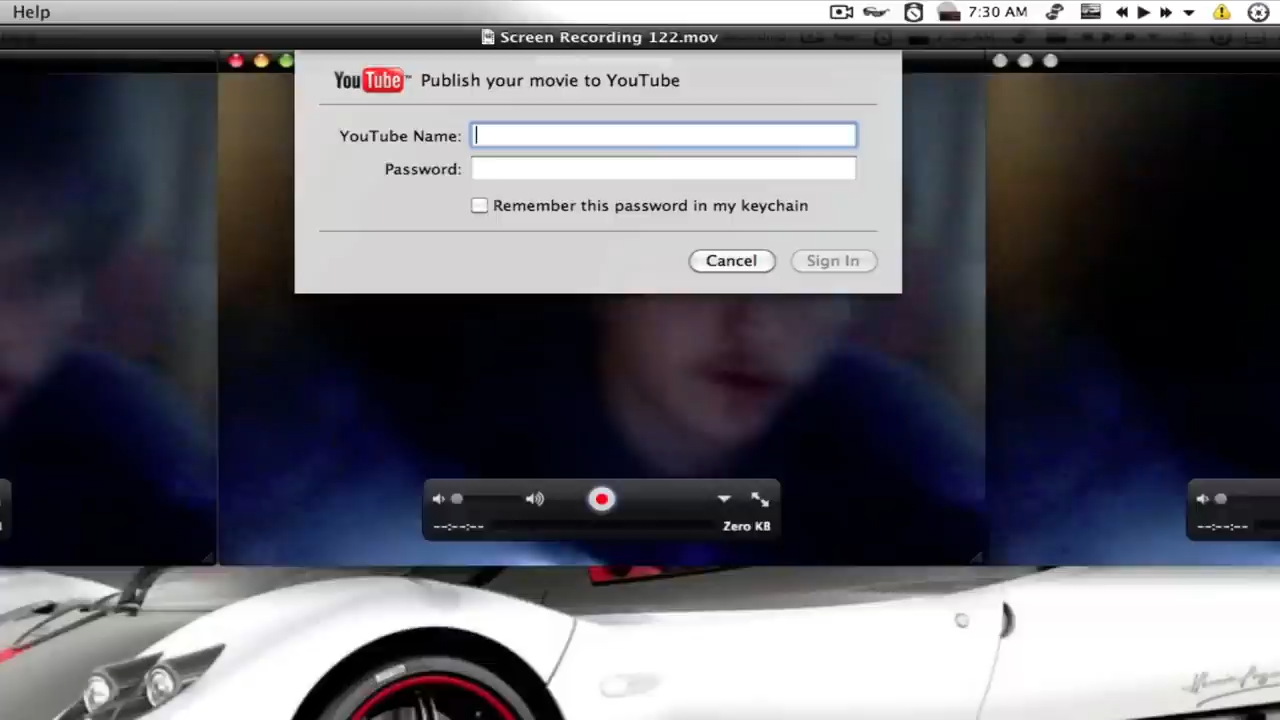 Help
7:30 AM
Screen Recording 122.mov
YouTube™ Publish your movie to YouTube
YouTube Name:
Password:
Remember this password in my keychain
Cancel
Sign In
--:--:--
Zero KB
--:--:--